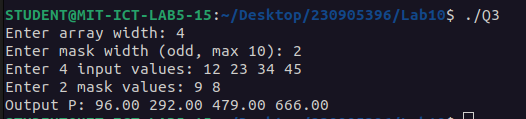 STUDENT@MIT-ICT-LAB5-15:~/Desktop/230905396/Lab10$ ./Q3
Enter array width: 4
Enter mask width (odd, max 10): 2
Enter 4 input values: 12 23 34 45
Enter 2 mask values: 9 8
Output P: 96.00 292.00 479.00 666.00